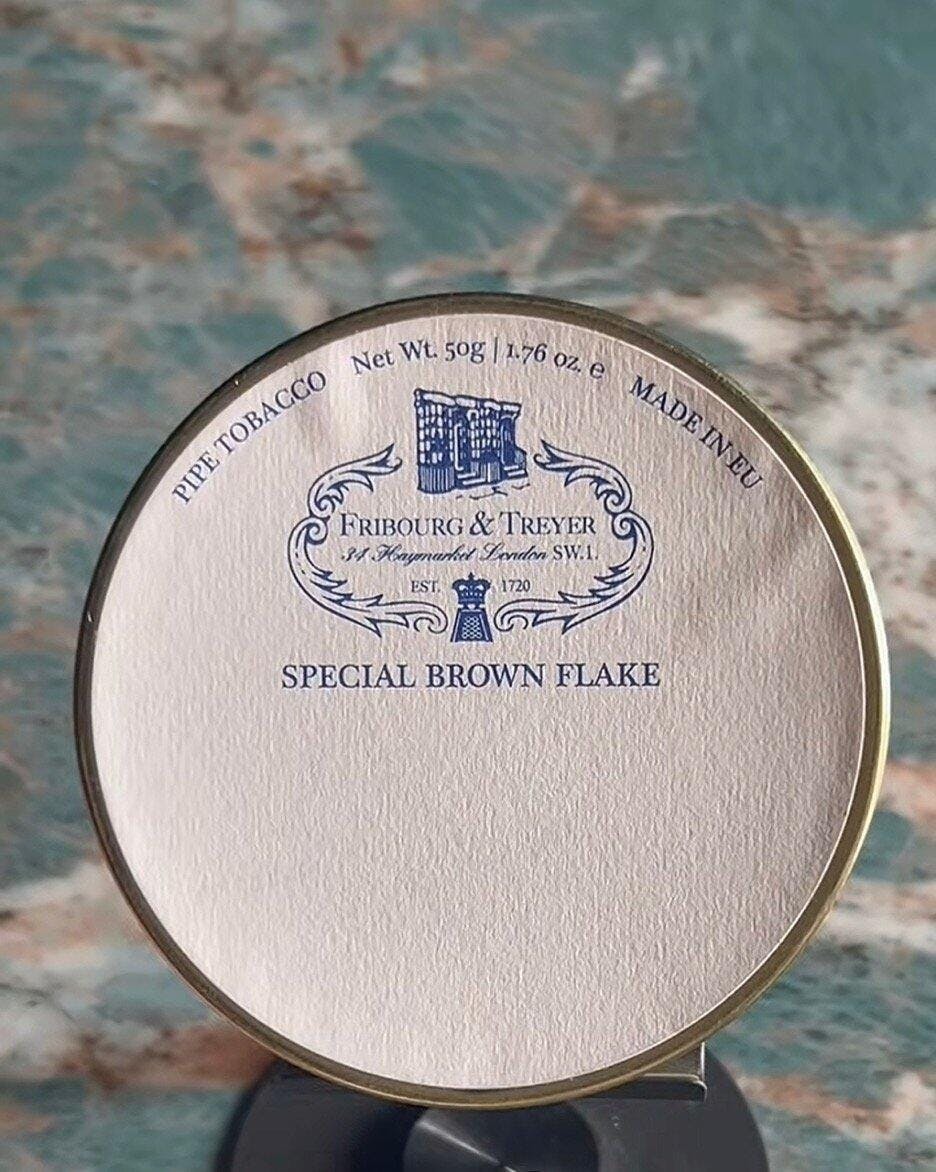 PIPE TOBACCO Net Wt. 50g | 1.76 oz. e MADE IN EU
FRIBOURG & TREYER
34 Haymarket London SW.1.
EST. 1720
SPECIAL BROWN FLAKE